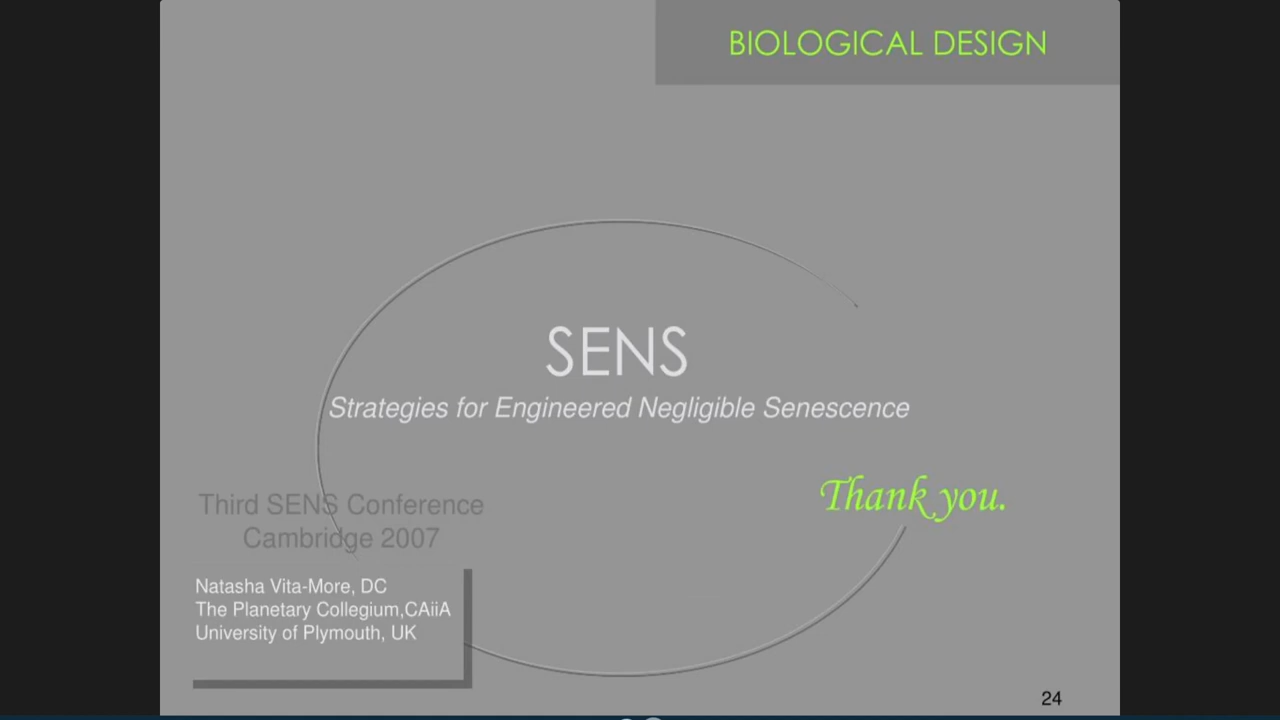 BIOLOGICAL DESIGN
SENS
Strategies for Engineered Negligible Senescence
Thank you.
Third SENS Conference
Cambridge 2007
Natasha Vita-More, DC
The Planetary Collegium,CAiiA
University of Plymouth, UK
24